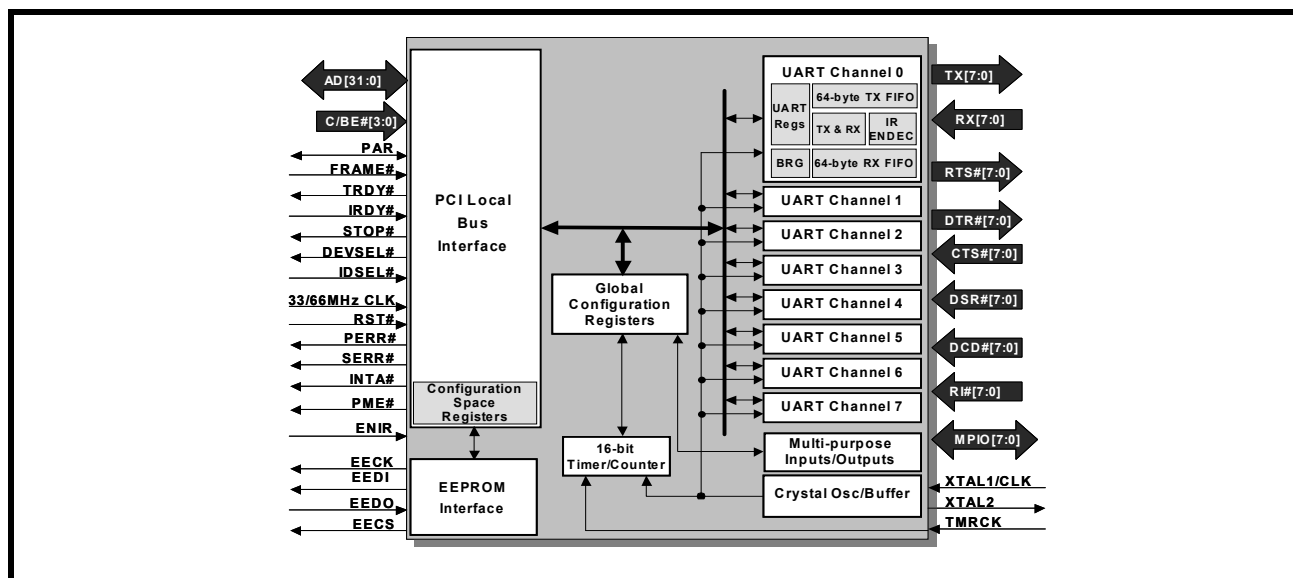 AD[31:0]
C/BE#[3:0]
PAR
FRAME#
TRDY#
IRDY#
STOP#
DEVSEL#
IDSEL#
33/66MHz CLK
RST#
PERR#
SERR#
INTA#
PME#
ENIR
EECK
EEDI
EEDO
EECS
PCI Local
Bus
Interface
Configuration
Space
Registers
EEPROM
Interface
Global
Configuration
Registers
16-bit
Timer/Counter
UART Channel 0
UART
Regs
64-byte TX FIFO
TX & RX
IR
ENDEC
BRG
64-byte RX FIFO
UART Channel 1
UART Channel 2
UART Channel 3
UART Channel 4
UART Channel 5
UART Channel 6
UART Channel 7
Multi-purpose
Inputs/Outputs
Crystal Osc/Buffer
TX[7:0]
RX[7:0]
RTS#[7:0]
DTR#[7:0]
CTS#[7:0]
DSR#[7:0]
DCD#[7:0]
RI#[7:0]
MPIO[7:0]
XTAL1/CLK
XTAL2
TMRCK